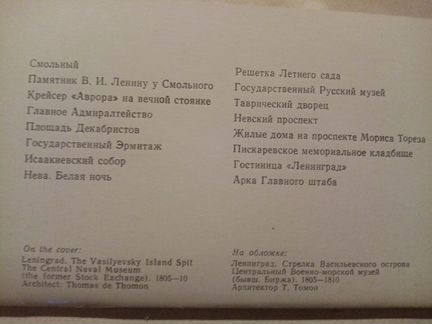 Смольный
Памятник В. И. Ленину у Смольного
Крейсер «Аврора» на вечной стоянке
Главное Адмиралтейство
Площадь Декабристов
Государственный Эрмитаж
Исаакиевский собор
Нева. Белая ночь
Решетка Летнего сада
Государственный Русский музей
Таврический дворец
Невский проспект
Жилые дома на проспекте Мориса Тореза
Пискаревское мемориальное кладбище
Гостиница «Ленинград»
Арка Главного штаба
On the cover:
Leningrad. The Vasilyevsky Island Spit
The Central Naval Museum
(the former Stock Exchange). 1805—10
Architect: Thomas de Thomon
На обложке:
Ленинград. Стрелка Васильевского острова
Центральный Военно-морской музей
(бывш. Биржа). 1805—1810
Архитектор Т. Томон